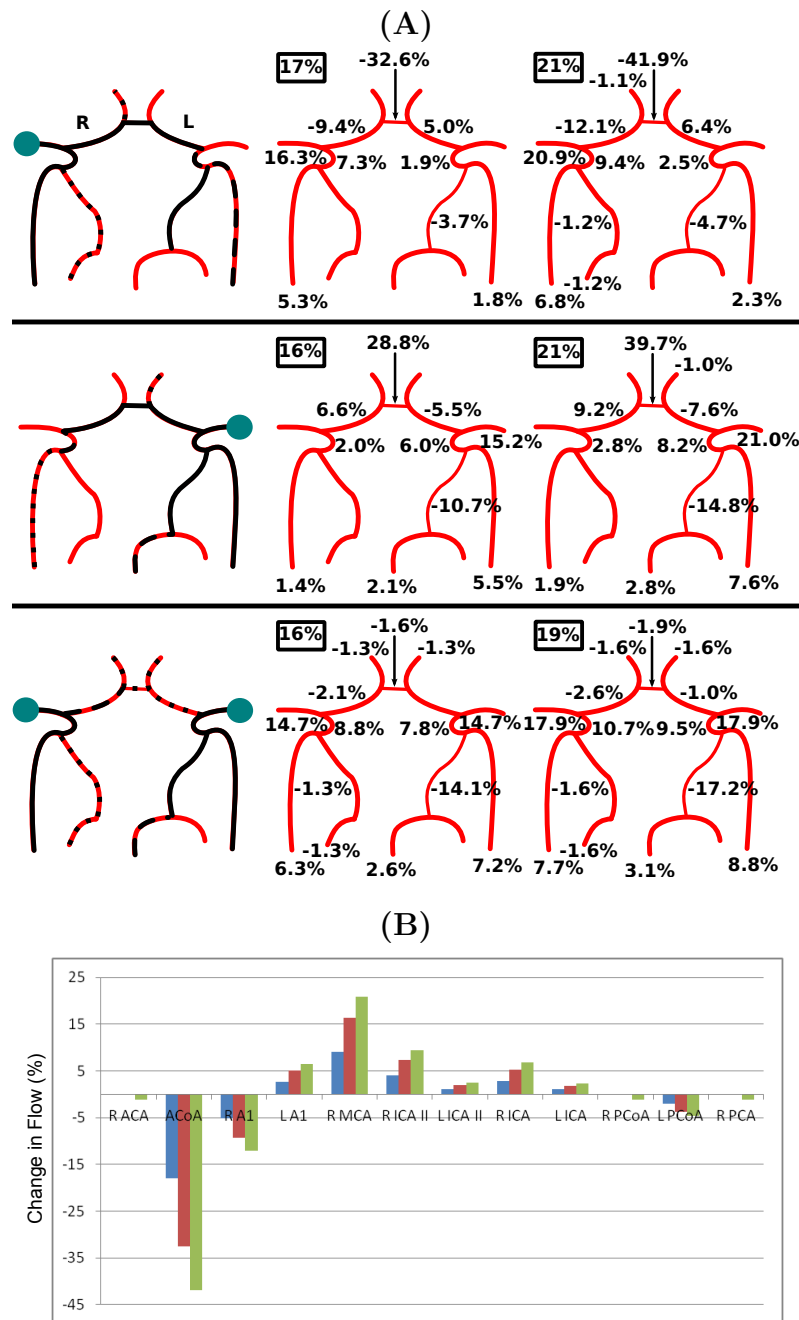 (A)
R L
17% -32.6%
-9.4% 5.0%
16.3% 7.3% 1.9%
-3.7%
5.3% 1.8%
21% -41.9%
-1.1%
-12.1% 6.4%
20.9% 9.4% 2.5%
-1.2% -4.7%
-1.2%
6.8% 2.3%
16% 28.8%
6.6% -5.5%
2.0% 6.0% 15.2%
-10.7%
1.4% 2.1% 5.5%
21% 39.7%
-1.0%
9.2% -7.6%
2.8% 8.2% 21.0%
-14.8%
1.9% 2.8% 7.6%
16% -1.6%
-1.3% -1.3%
-2.1%
14.7% 8.8% 7.8% 14.7%
-1.3% -14.1%
-1.3%
6.3% 2.6% 7.2%
19% -1.9%
-1.6% -1.6%
-2.6% -1.0%
17.9% 10.7% 9.5% 17.9%
-1.6% -17.2%
-1.6%
7.7% 3.1% 8.8%
(B)
Change in Flow (%)
25
15
5
-5
-15
-25
-35
-45
R ACA ACoA R A1 L A1 R MCA R ICA II L ICA II R ICA L ICA R PCoA L PCoA R PCA